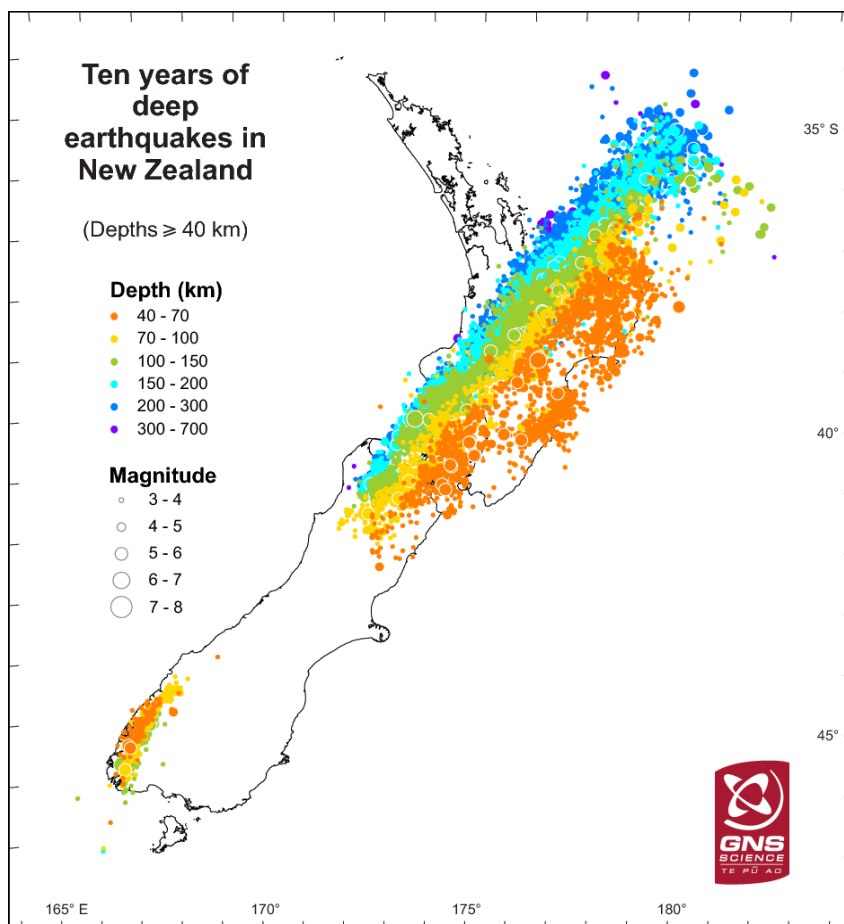 Ten years of
deep
earthquakes in
New Zealand
(Depths ⩾ 40 km)
Depth (km)
40 - 70
70 - 100
100 - 150
150 - 200
200 - 300
300 - 700
Magnitude
3 - 4
4 - 5
5 - 6
6 - 7
7 - 8
35° S
40°
45°
GNS
SCIENCE
TE PŪ AO
165° E
170
175
180